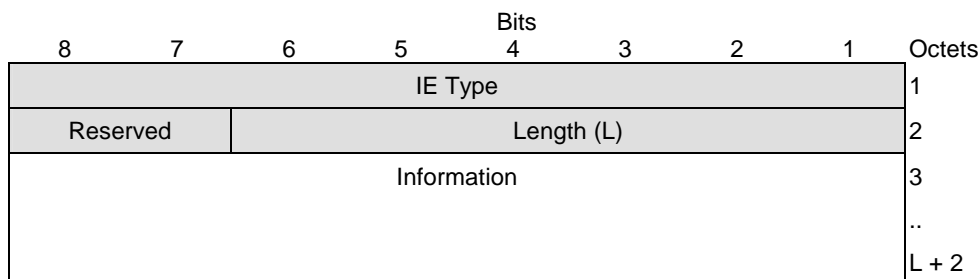 Bits
8 7 6 5 4 3 2 1 Octets
IE Type 1
Reserved Length (L) 2
Information 3
..
L + 2